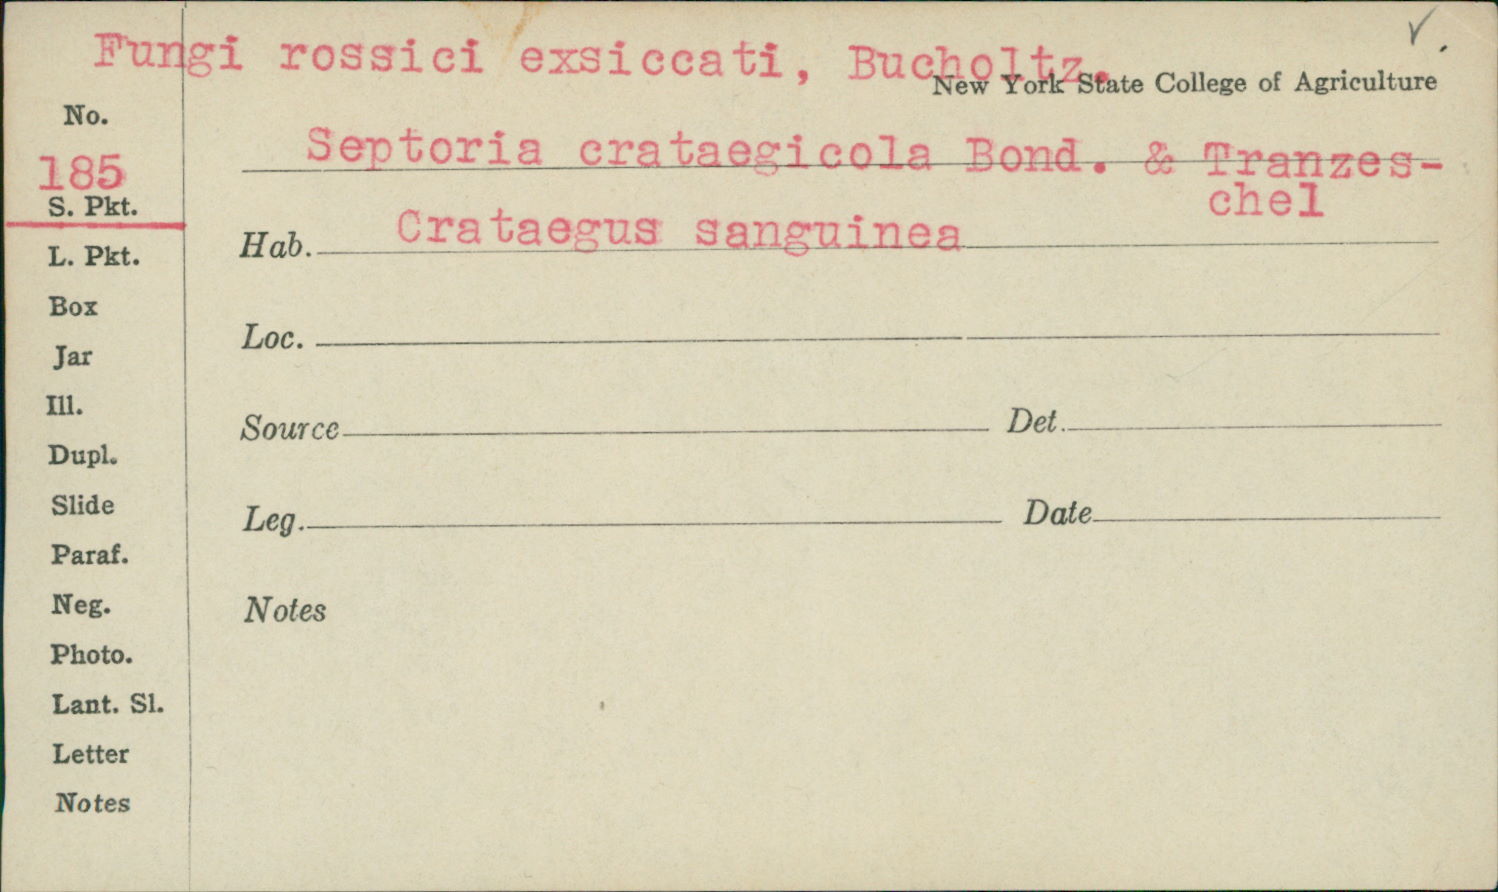 Fungi rossici exsiccati, Bucholtz.
New York State College of Agriculture
No.
185
Septoria crataegicola Bond. & Tranzes-
chel
S. Pkt.
Hab. Crataegus sanguinea
L. Pkt.
Box
Loc.
Jar
Ill.
Source Det.
Dupl.
Slide
Leg. Date
Paraf.
Neg.
Notes
Photo.
Lant. Sl.
Letter
Notes